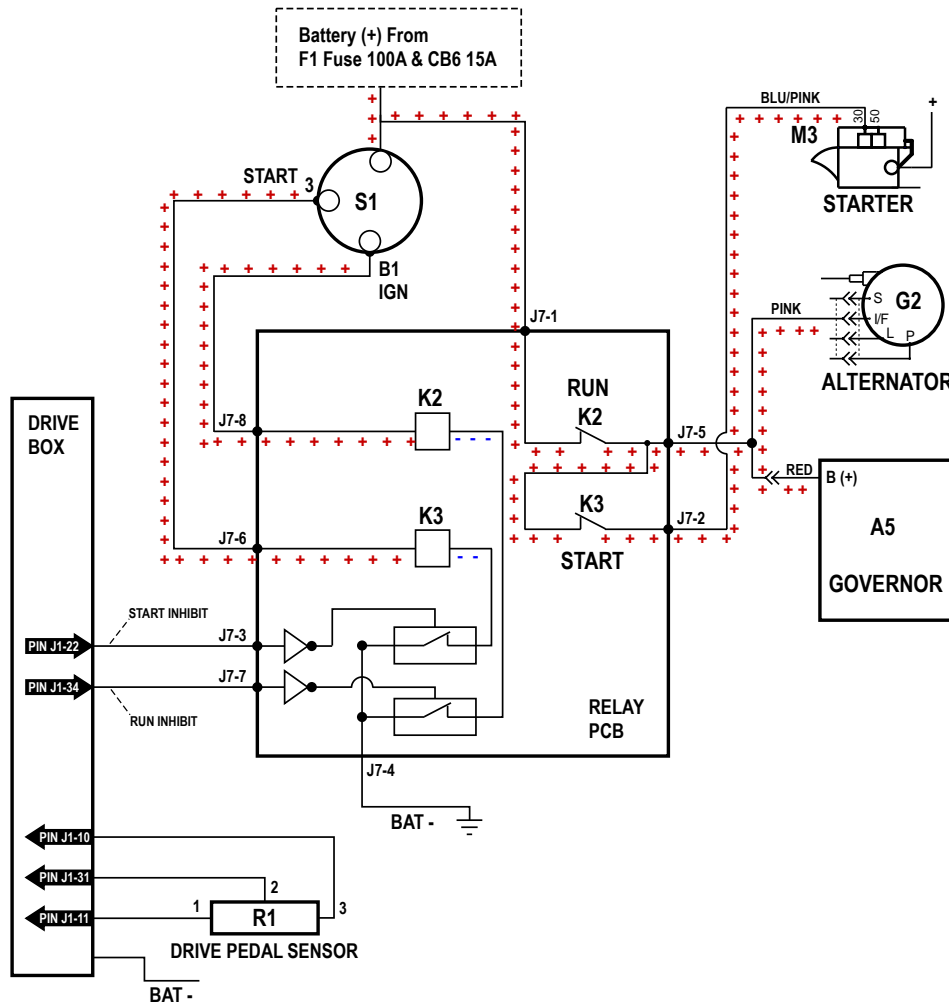 Battery (+) From
F1 Fuse 100A & CB6 15A
BLU/PINK
30
50
+
M3
STARTER
START
3
S1
B1
IGN
J7-1
PINK
S
G2
I/F
L
P
ALTERNATOR
DRIVE
BOX
K2
RUN
K2
J7-8
J7-5
RED
B (+)
K3
K3
J7-6
J7-2
START
A5
GOVERNOR
START INHIBIT
PIN J1-22
J7-3
PIN J1-34
J7-7
RUN INHIBIT
RELAY
PCB
J7-4
BAT -
PIN J1-10
PIN J1-31
2
PIN J1-11
1
R1
3
DRIVE PEDAL SENSOR
BAT -